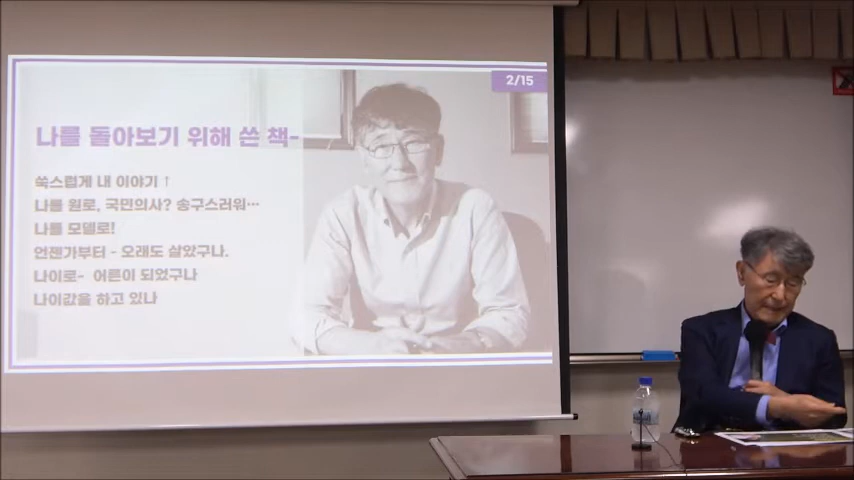 2/15
나를 돌아보기 위해 쓴 책-
쑥스럽게 내 이야기 ↑
나를 원로, 국민의사? 송구스러워…
나를 모델로!
언젠가부터 - 오래도 살았구나.
나이로- 어른이 되었구나
나이값을 하고 있나